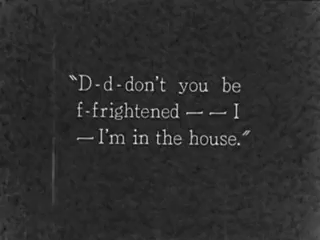 "D-d-don't you be
f-frightened — — I
— I'm in the house."